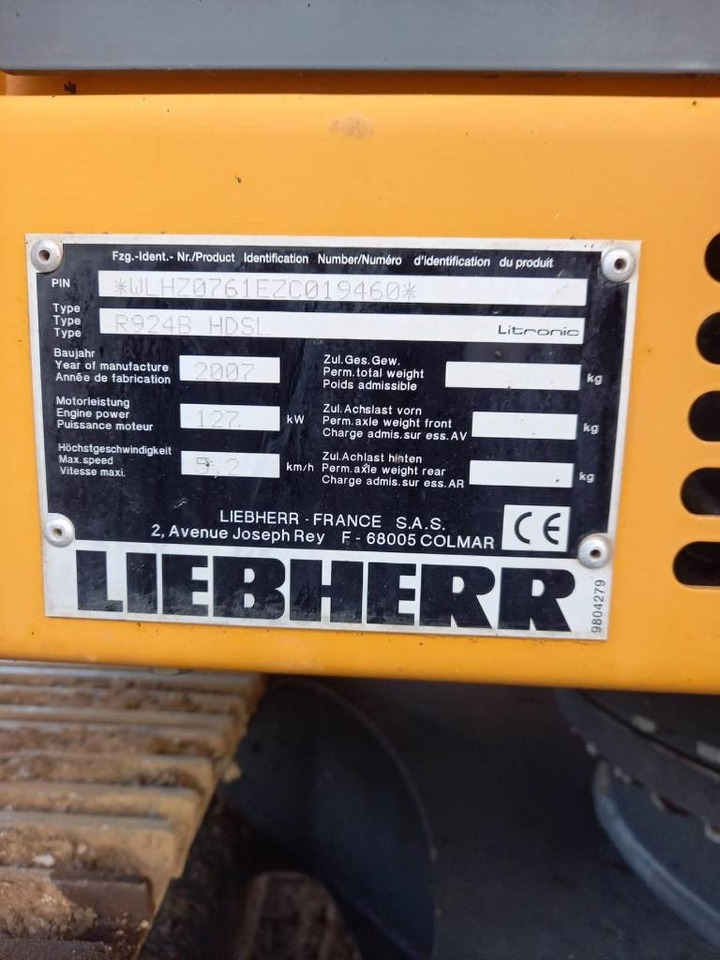 Fzg.-Ident.- Nr./Product Identification Number/Numéro d'identification du produit
PIN *WLHZ0761EZC019460*
Type
Type R924B HDSL Litronic
Type
Baujahr
Year of manufacture 2007
Année de fabrication
Motorleistung
Engine power 127 kW
Puissance moteur
Höchstgeschwindigkeit
Max.speed 5,2 km/h
Vitesse maxi.
Zul.Ges.Gew.
Perm.total weight kg
Poids admissible
Zul.Achslast vorn
Perm.axle weight front kg
Charge admis.sur ess.AV
Zul.Achslast hinten
Perm.axle weight rear kg
Charge admis.sur ess.AR
LIEBHERR - FRANCE S.A.S.
2, Avenue Joseph Rey F - 68005 COLMAR
CE
LIEBHERR
9804279